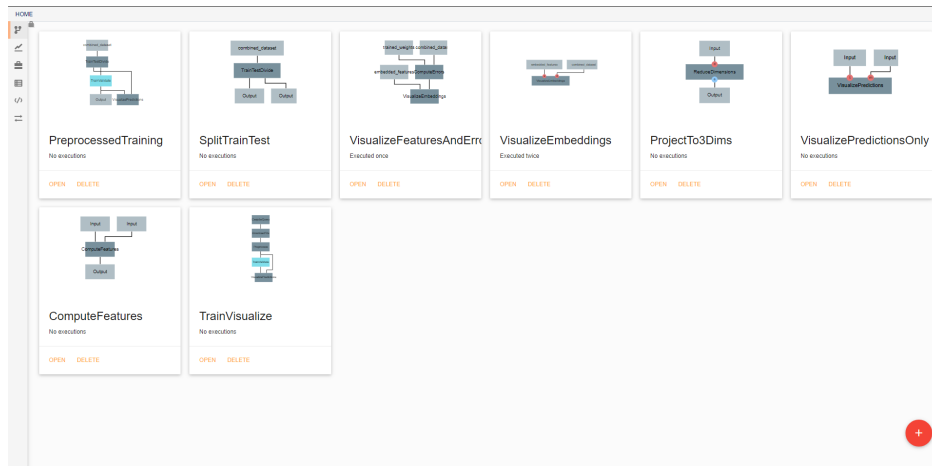 HOME
combined_dataset
Output
PreprocessedTraining
No executions
OPEN DELETE
combined_dataset
TrainTestDivide
Output Output
SplitTrainTest
No executions
OPEN DELETE
trained_weights combined_data
embedded_features ComputeErrors
VisualizeEmbeddings
VisualizeFeaturesAndErro
Executed once
OPEN DELETE
VisualizeEmbeddings
Executed twice
OPEN DELETE
Input
ReduceDimensions
Output
ProjectTo3Dims
No executions
OPEN DELETE
Input Input
VisualizePredictions
VisualizePredictionsOnly
No executions
OPEN DELETE
Input Input
ComputeFeatures
Output
ComputeFeatures
No executions
OPEN DELETE
TrainVisualize
No executions
OPEN DELETE